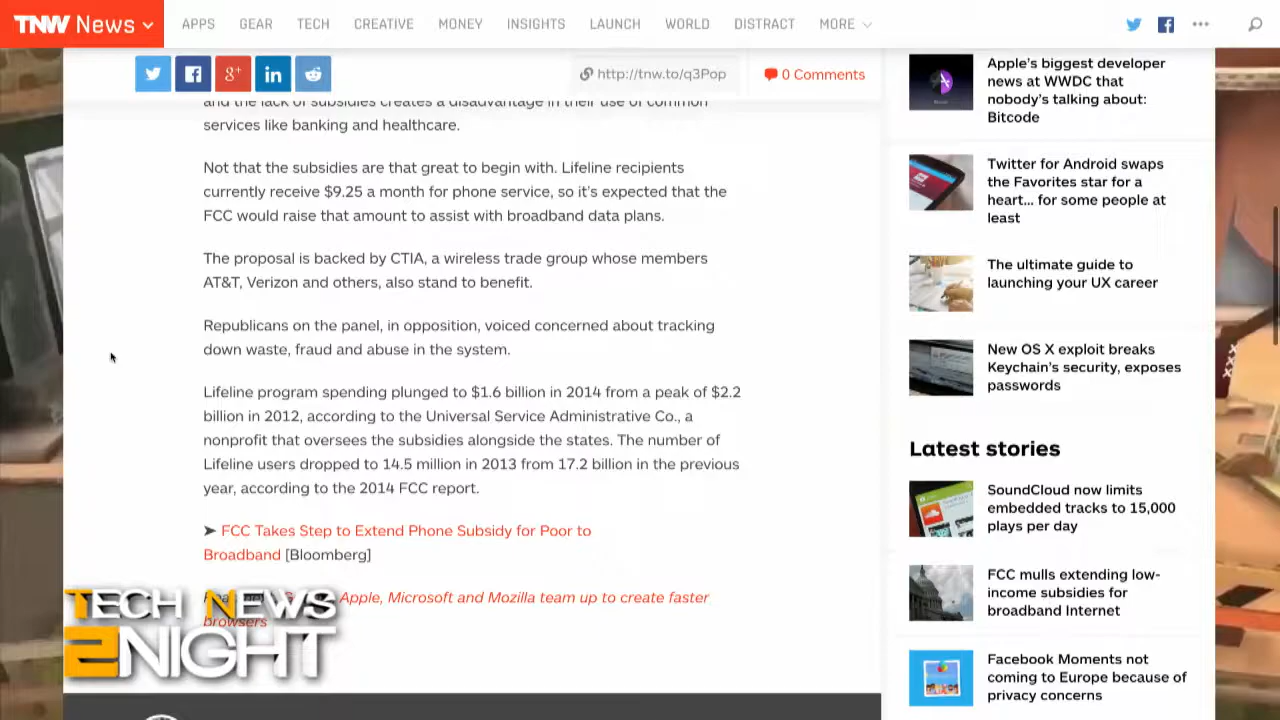 TNW News
APPS GEAR TECH CREATIVE MONEY INSIGHTS LAUNCH WORLD DISTRACT MORE
http://tnw.to/q3Pop
0 Comments
and the lack of subsidies creates a disadvantage in their use of common
services like banking and healthcare.
Not that the subsidies are that great to begin with. Lifeline recipients
currently receive $9.25 a month for phone service, so it's expected that the
FCC would raise that amount to assist with broadband data plans.
The proposal is backed by CTIA, a wireless trade group whose members
AT&T, Verizon and others, also stand to benefit.
Republicans on the panel, in opposition, voiced concerned about tracking
down waste, fraud and abuse in the system.
Lifeline program spending plunged to $1.6 billion in 2014 from a peak of $2.2
billion in 2012, according to the Universal Service Administrative Co., a
nonprofit that oversees the subsidies alongside the states. The number of
Lifeline users dropped to 14.5 million in 2013 from 17.2 billion in the previous
year, according to the 2014 FCC report.
➤ FCC Takes Step to Extend Phone Subsidy for Poor to
Broadband [Bloomberg]
Apple, Microsoft and Mozilla team up to create faster
browsers
TECH NEWS
2NIGHT
Apple's biggest developer
news at WWDC that
nobody's talking about:
Bitcode
Twitter for Android swaps
the Favorites star for a
heart... for some people at
least
The ultimate guide to
launching your UX career
New OS X exploit breaks
Keychain's security, exposes
passwords
Latest stories
SoundCloud now limits
embedded tracks to 15,000
plays per day
FCC mulls extending low-
income subsidies for
broadband Internet
Facebook Moments not
coming to Europe because of
privacy concerns